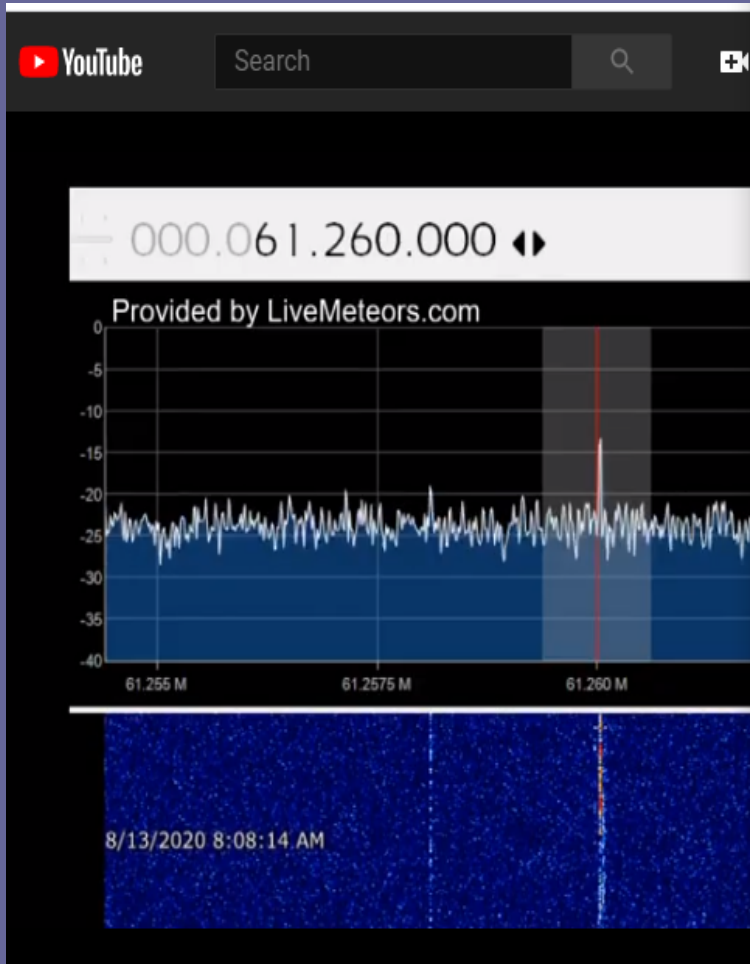 YouTube
Search
000.061.260.000
Provided by LiveMeteors.com
0
-5
-10
-15
-20
-25
-30
-35
-40
61.255 M
61.2575 M
61.260 M
8/13/2020 8:08:14 AM